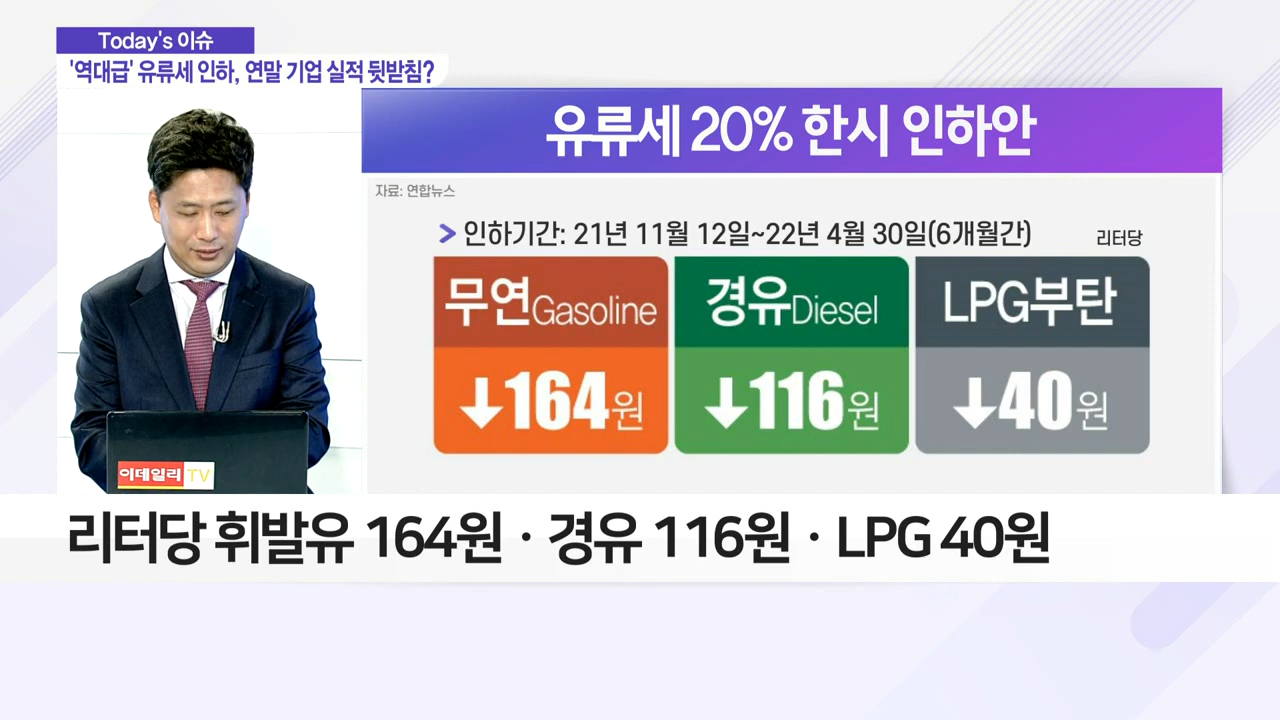 Today's 이슈
'역대급' 유류세 인하, 연말 기업 실적 뒷받침?
유류세 20% 한시 인하안
자료: 연합뉴스
인하기간: 21년 11월 12일~22년 4월 30일(6개월간)
리터당
무연Gasoline
경유Diesel
LPG부탄
↓164원
↓116원
↓40원
이데일리TV
리터당 휘발유 164원 · 경유 116원 · LPG 40원